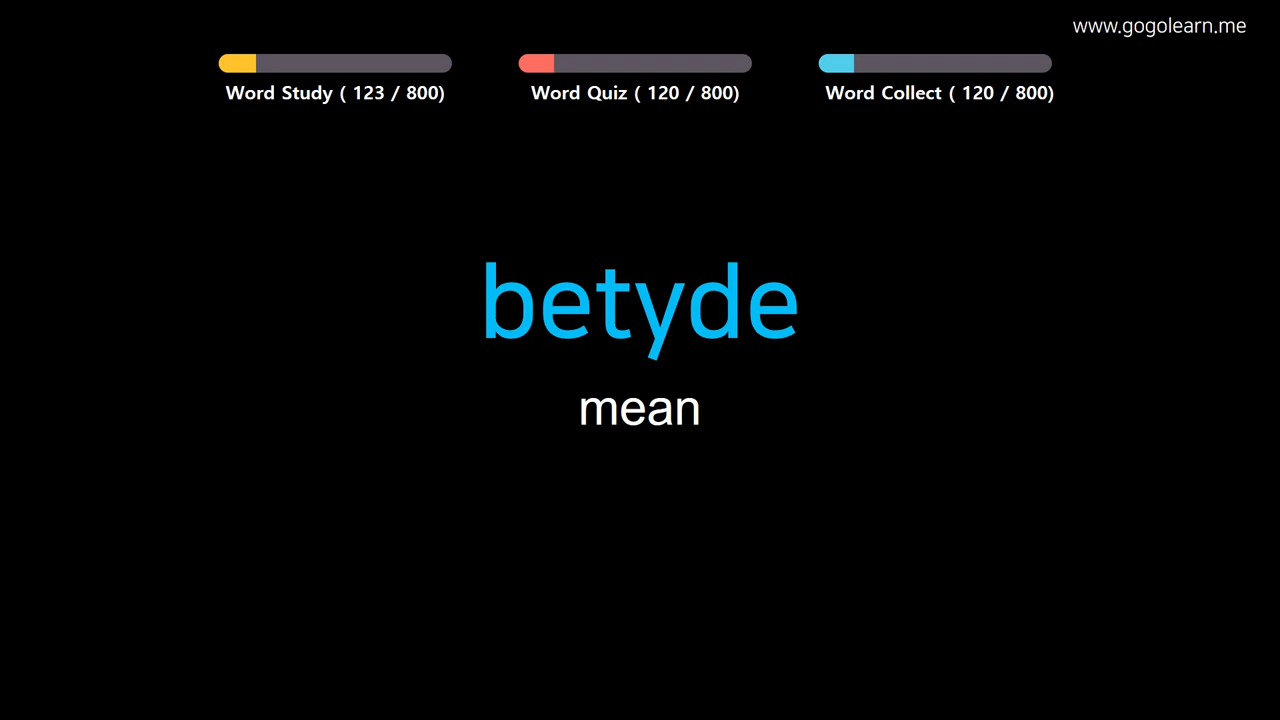 www.gogolearn.me
Word Study ( 123 / 800)
Word Quiz ( 120 / 800)
Word Collect ( 120 / 800)
betyde
mean